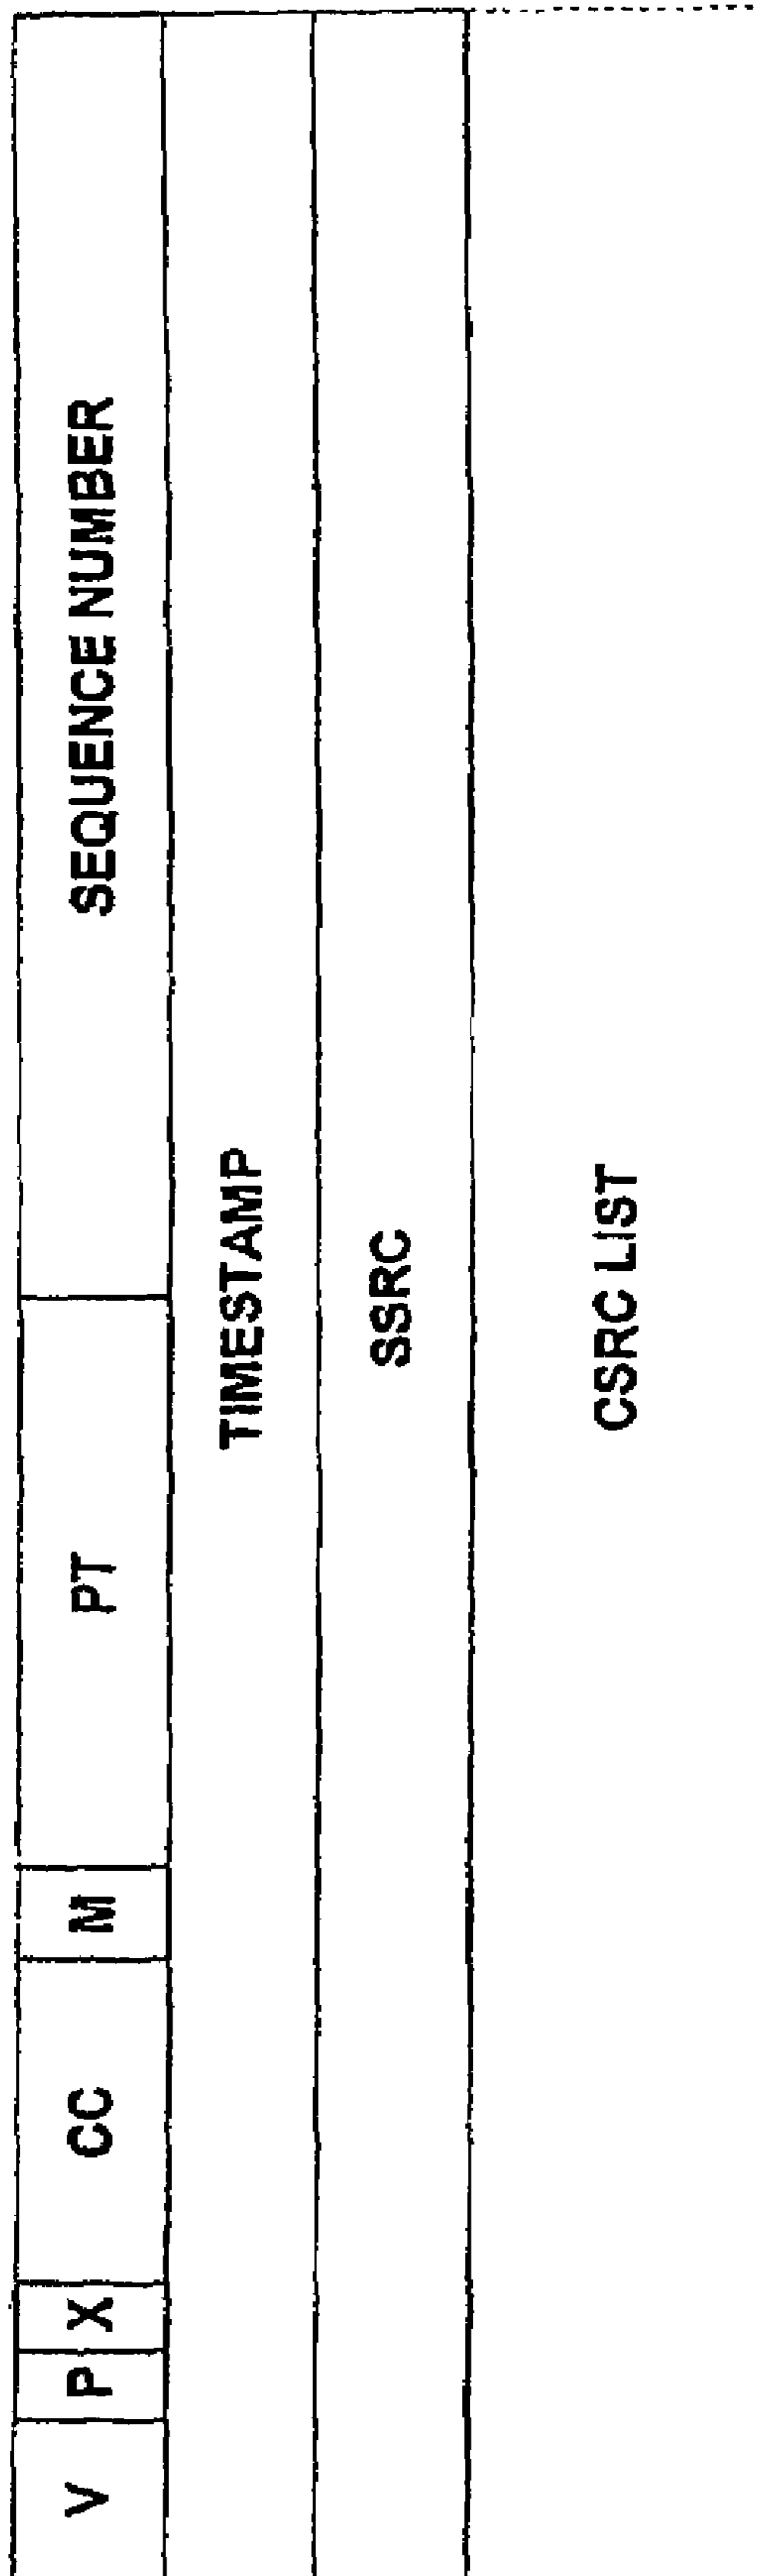 V P X CC M PT SEQUENCE NUMBER
TIMESTAMP
SSRC
CSRC LIST